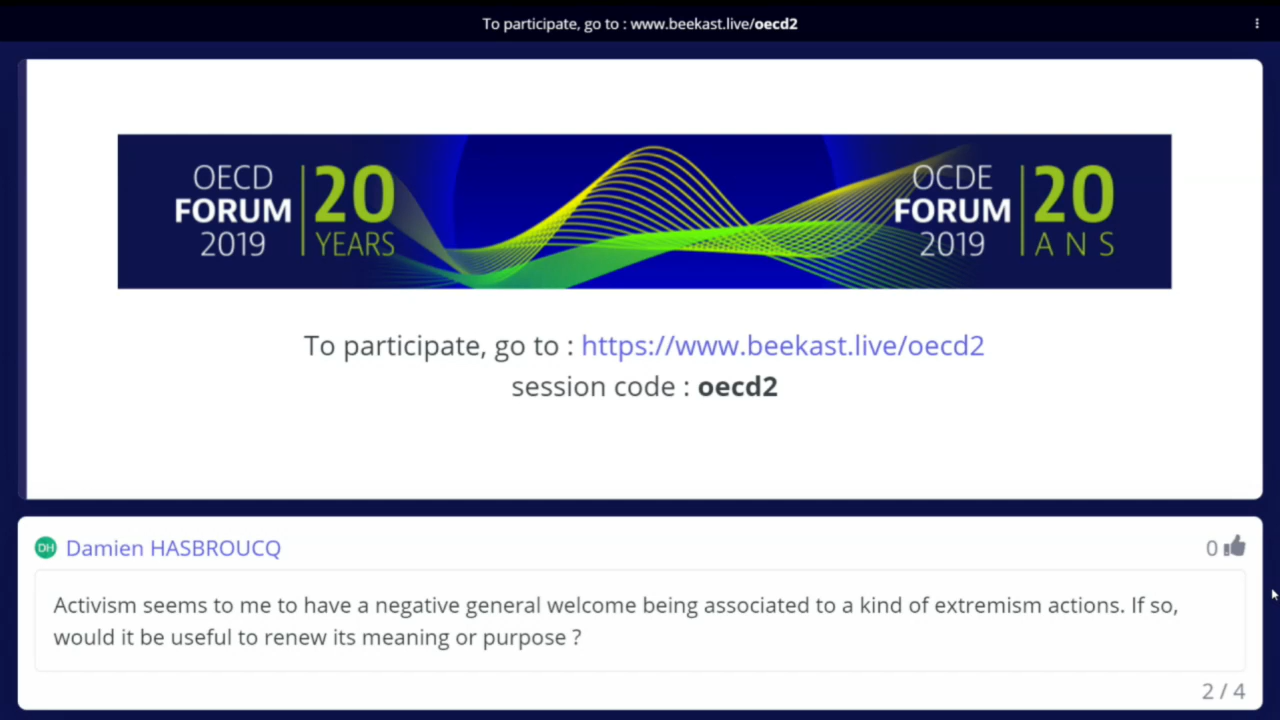 To participate, go to : www.beekast.live/oecd2
OECD
FORUM
2019
20
YEARS
OCDE
FORUM
2019
20
ANS
To participate, go to : https://www.beekast.live/oecd2
session code : oecd2
DH Damien HASBROUCQ
0
Activism seems to me to have a negative general welcome being associated to a kind of extremism actions. If so,
would it be useful to renew its meaning or purpose ?
2 / 4